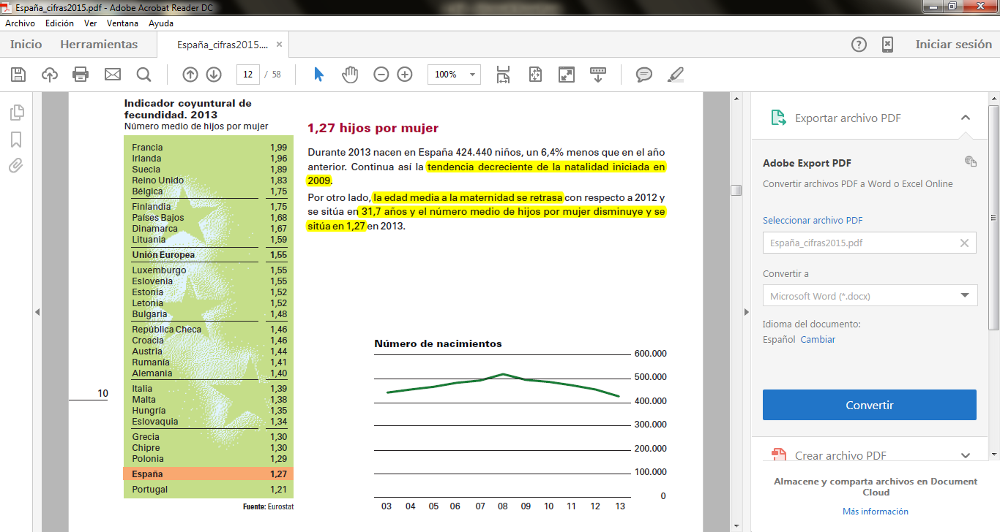 España_cifras2015.pdf - Adobe Acrobat Reader DC
Archivo Edición Ver Ventana Ayuda
Inicio Herramientas España_cifras2015.... × Iniciar sesión
12 / 58 100%
Indicador coyuntural de
fecundidad. 2013
Número medio de hijos por mujer
Francia 1,99
Irlanda 1,96
Suecia 1,89
Reino Unido 1,83
Bélgica 1,75
Finlandia 1,75
Países Bajos 1,68
Dinamarca 1,67
Lituania 1,59
Unión Europea 1,55
Luxemburgo 1,55
Eslovenia 1,55
Estonia 1,52
Letonia 1,52
Bulgaria 1,48
República Checa 1,46
Croacia 1,46
Austria 1,44
Rumanía 1,41
Alemania 1,40
Italia 1,39
Malta 1,38
Hungría 1,35
Eslovaquia 1,34
Grecia 1,30
Chipre 1,30
Polonia 1,29
España 1,27
Portugal 1,21
Fuente: Eurostat
10
1,27 hijos por mujer
Durante 2013 nacen en España 424.440 niños, un 6,4% menos que en el año
anterior. Continua así la tendencia decreciente de la natalidad iniciada en
2009.
Por otro lado, la edad media a la maternidad se retrasa con respecto a 2012 y
se sitúa en 31,7 años y el número medio de hijos por mujer disminuye y se
sitúa en 1,27 en 2013.
Número de nacimientos
600.000
500.000
400.000
300.000
200.000
100.000
0
03 04 05 06 07 08 09 10 11 12 13
Exportar archivo PDF
Adobe Export PDF
Convertir archivos PDF a Word o Excel Online
Seleccionar archivo PDF
España_cifras2015.pdf
Convertir a
Microsoft Word (*.docx)
Idioma del documento:
Español Cambiar
Convertir
Crear archivo PDF
Almacene y comparta archivos en Document
Cloud
Más información